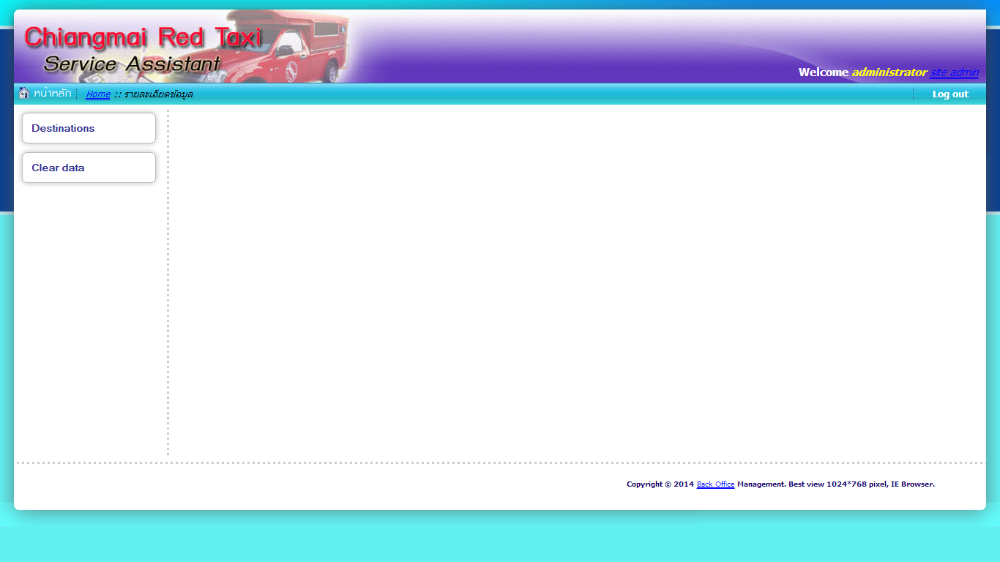 Chiangmai Red Taxi
Service Assistant
Welcome administrator site admin
หน้าหลัก Home :: รายละเอียดข้อมูล Log out
Destinations
Clear data
Copyright © 2014 Back Office Management. Best view 1024*768 pixel, IE Browser.